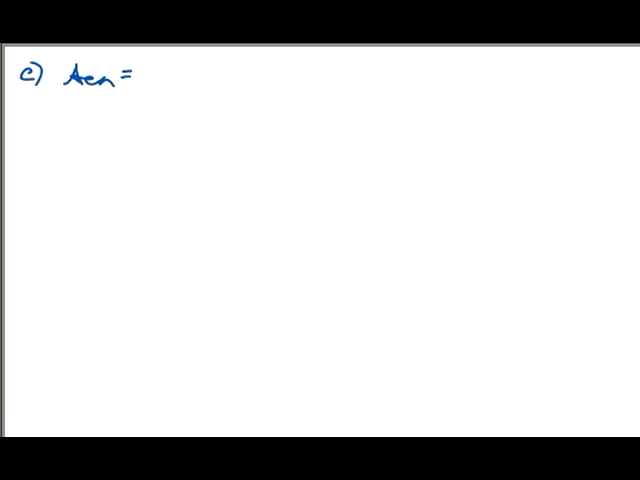 c) Acn =